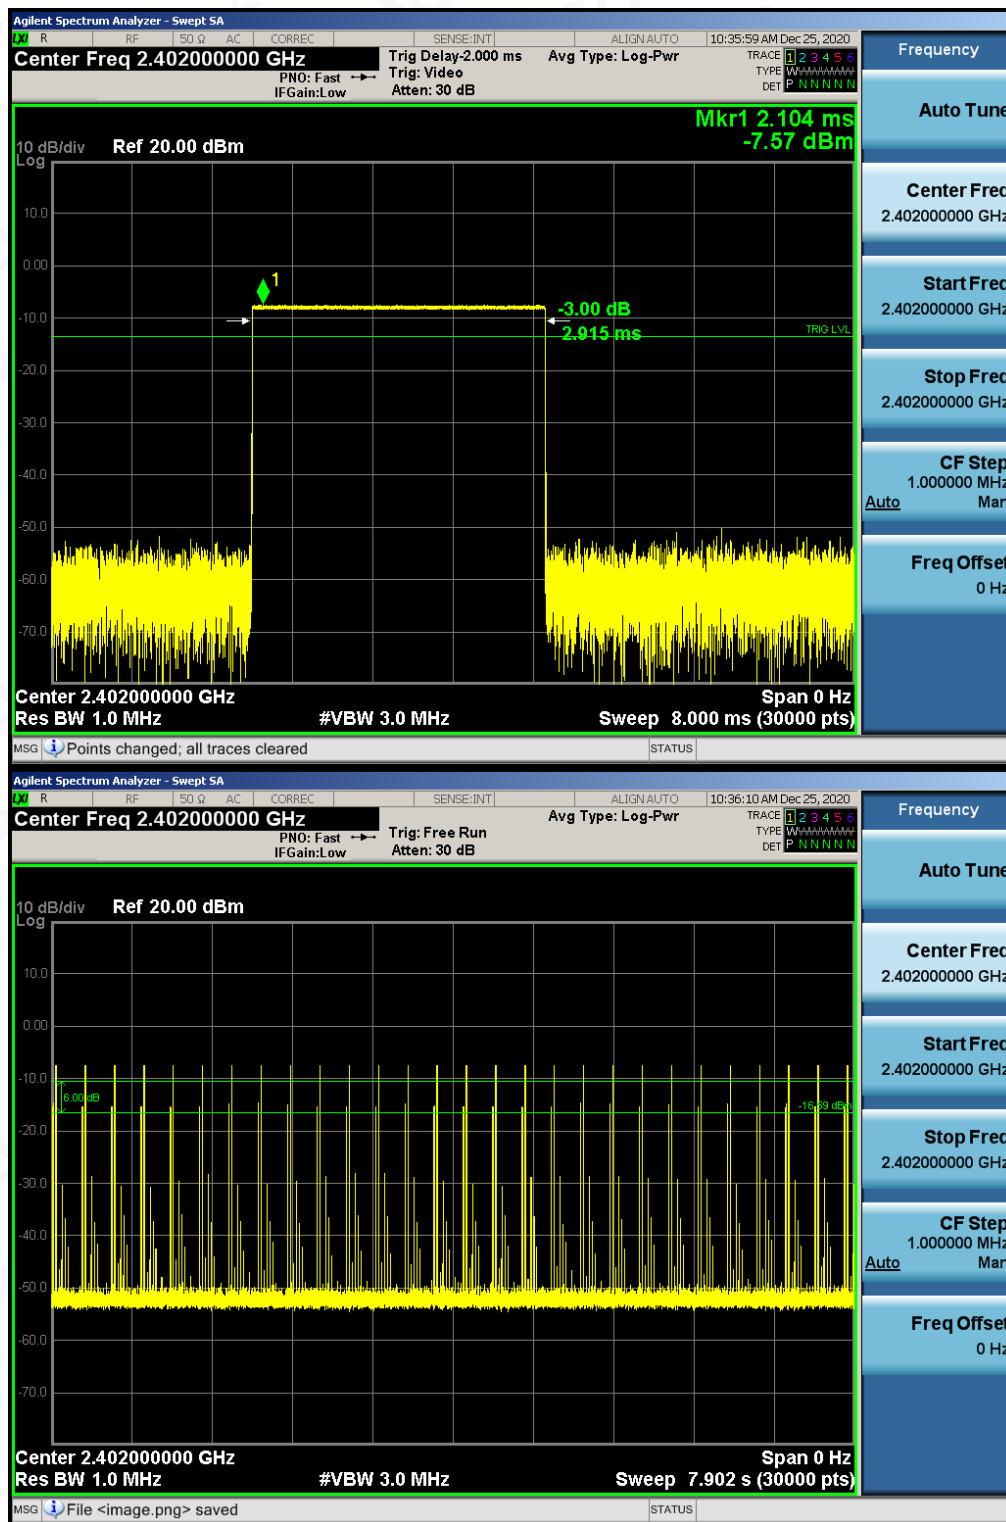 Agilent Spectrum Analyzer - Swept SA
LXI R RF 50 Ω AC CORREC SENSE:INT ALIGN AUTO 10:35:59 AM Dec 25, 2020
Center Freq 2.402000000 GHz
PNO: Fast
IFGain:Low
Trig Delay-2.000 ms
Trig: Video
Atten: 30 dB
Avg Type: Log-Pwr
TRACE 1 2 3 4 5 6
TYPE WWWWWW
DET P N N N N N
Frequency
Auto Tune
Mkr1 2.104 ms
-7.57 dBm
10 dB/div Ref 20.00 dBm
Log
10.0
0.00
-10.0
-20.0
-30.0
-40.0
-50.0
-60.0
-70.0
1
-3.00 dB
2.915 ms
TRIG LVL
Center Freq
2.402000000 GHz
Start Freq
2.402000000 GHz
Stop Freq
2.402000000 GHz
CF Step
1.000000 MHz
Auto Man
Freq Offset
0 Hz
Center 2.402000000 GHz Span 0 Hz
Res BW 1.0 MHz #VBW 3.0 MHz Sweep 8.000 ms (30000 pts)
MSG Points changed; all traces cleared STATUS
Agilent Spectrum Analyzer - Swept SA
LXI R RF 50 Ω AC CORREC SENSE:INT ALIGN AUTO 10:36:10 AM Dec 25, 2020
Center Freq 2.402000000 GHz
PNO: Fast
IFGain:Low
Trig: Free Run
Atten: 30 dB
Avg Type: Log-Pwr
TRACE 1 2 3 4 5 6
TYPE WWWWWW
DET P N N N N N
Frequency
Auto Tune
10 dB/div Ref 20.00 dBm
Log
10.0
0.00
-10.0
-20.0
-30.0
-40.0
-50.0
-60.0
-70.0
6.00 dB
-16.59 dBm
Center Freq
2.402000000 GHz
Start Freq
2.402000000 GHz
Stop Freq
2.402000000 GHz
CF Step
1.000000 MHz
Auto Man
Freq Offset
0 Hz
Center 2.402000000 GHz Span 0 Hz
Res BW 1.0 MHz #VBW 3.0 MHz Sweep 7.902 s (30000 pts)
MSG File <image.png> saved STATUS